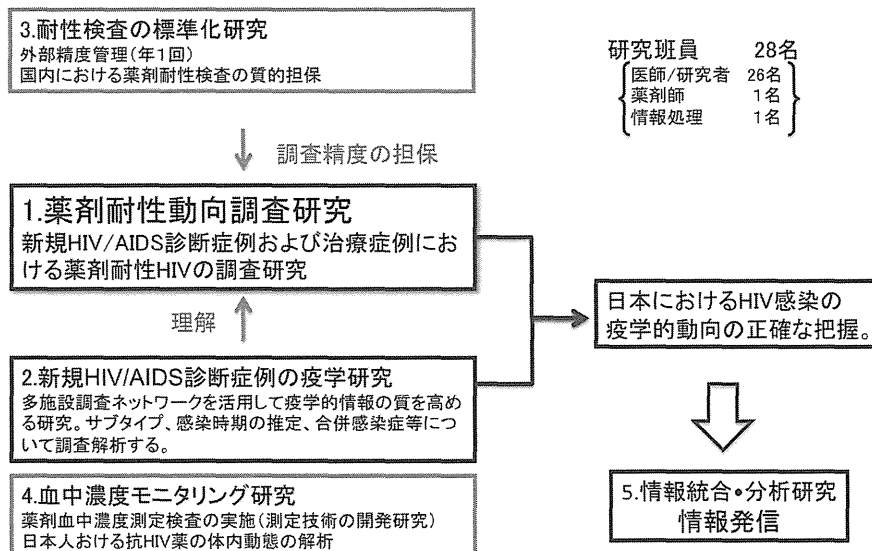 3.耐性検査の標準化研究
外部精度管理(年1回)
国内における薬剤耐性検査の質的担保
研究班員 28名
医師/研究者 26名
薬剤師 1名
情報処理 1名
調査精度の担保
1.薬剤耐性動向調査研究
新規HIV/AIDS診断症例および治療症例にお
ける薬剤耐性HIVの調査研究
理解
2.新規HIV/AIDS診断症例の疫学研究
多施設調査ネットワークを活用して疫学的情報の質を高め
る研究。サブタイプ、感染時期の推定、合併感染症等につ
いて調査解析する。
4.血中濃度モニタリング研究
薬剤血中濃度測定検査の実施(測定技術の開発研究)
日本人おける抗HIV薬の体内動態の解析
日本におけるHIV感染の
疫学的動向の正確な把握。
5.情報統合・分析研究
情報発信